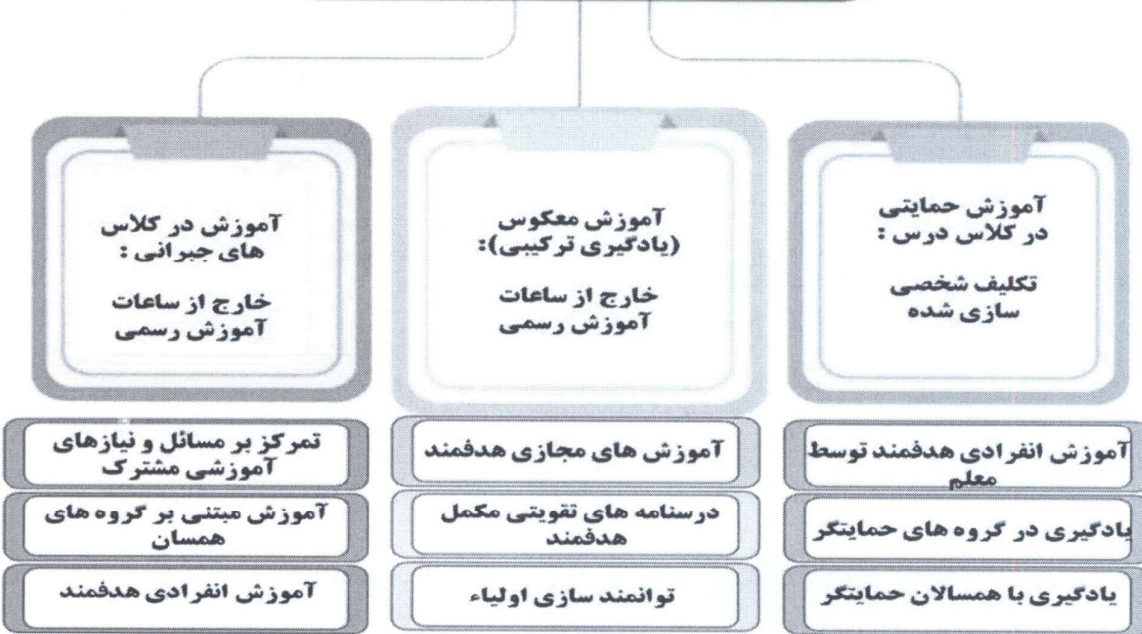 آموزش حمایتی
در کلاس درس :
تکلیف شخصی
سازی شده
آموزش انفرادی هدفمند توسط
معلم
یادگیری در گروه های حمایتگر
یادگیری با همسالان حمایتگر
آموزش معکوس
(یادگیری ترکیبی):
خارج از ساعات
آموزش رسمی
آموزش های مجازی هدفمند
درسنامه های تقویتی مکمل
هدفمند
توانمند سازی اولیاء
آموزش در کلاس
های جبرانی :
خارج از ساعات
آموزش رسمی
تمرکز بر مسائل و نیازهای
آموزشی مشترک
آموزش مبتنی بر گروه های
همسان
آموزش انفرادی هدفمند